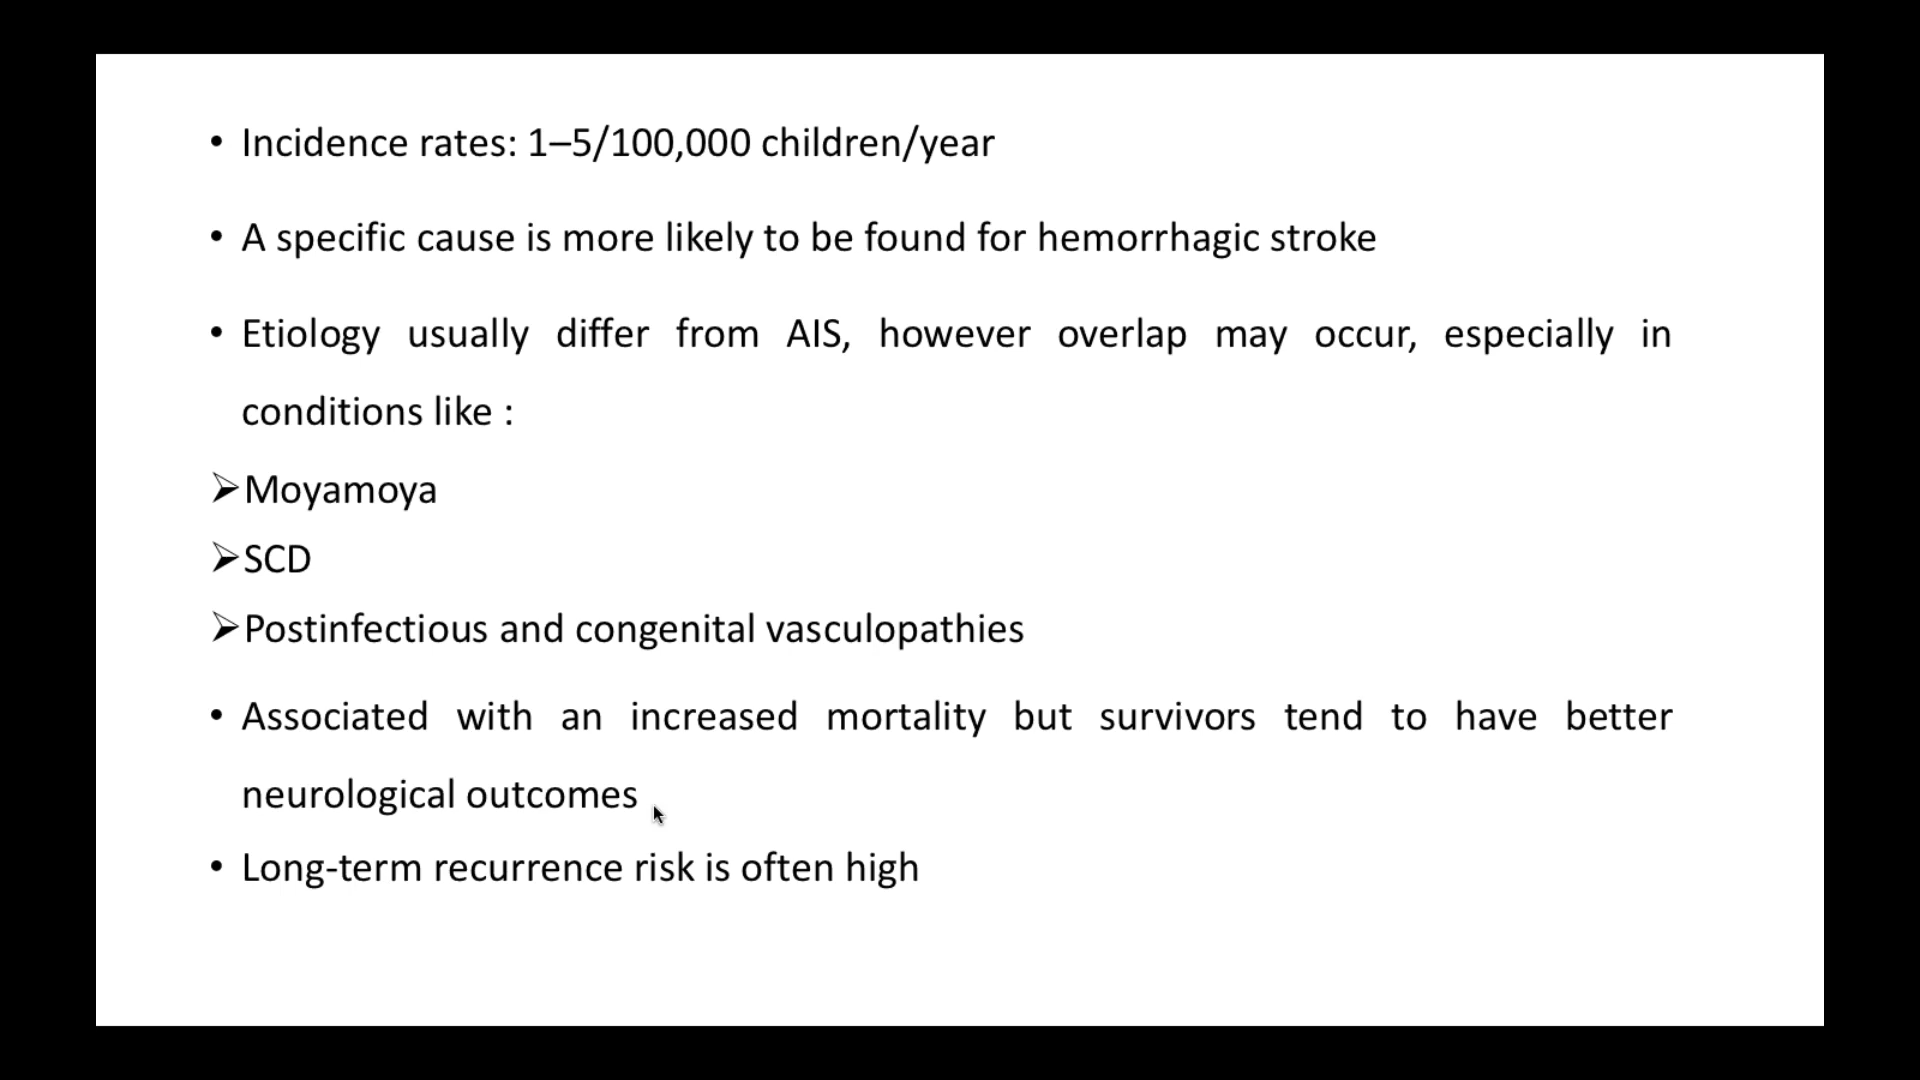 • Incidence rates: 1–5/100,000 children/year
• A specific cause is more likely to be found for hemorrhagic stroke
• Etiology usually differ from AIS, however overlap may occur, especially in
conditions like :
➢Moyamoya
➢SCD
➢Postinfectious and congenital vasculopathies
• Associated with an increased mortality but survivors tend to have better
neurological outcomes
• Long-term recurrence risk is often high